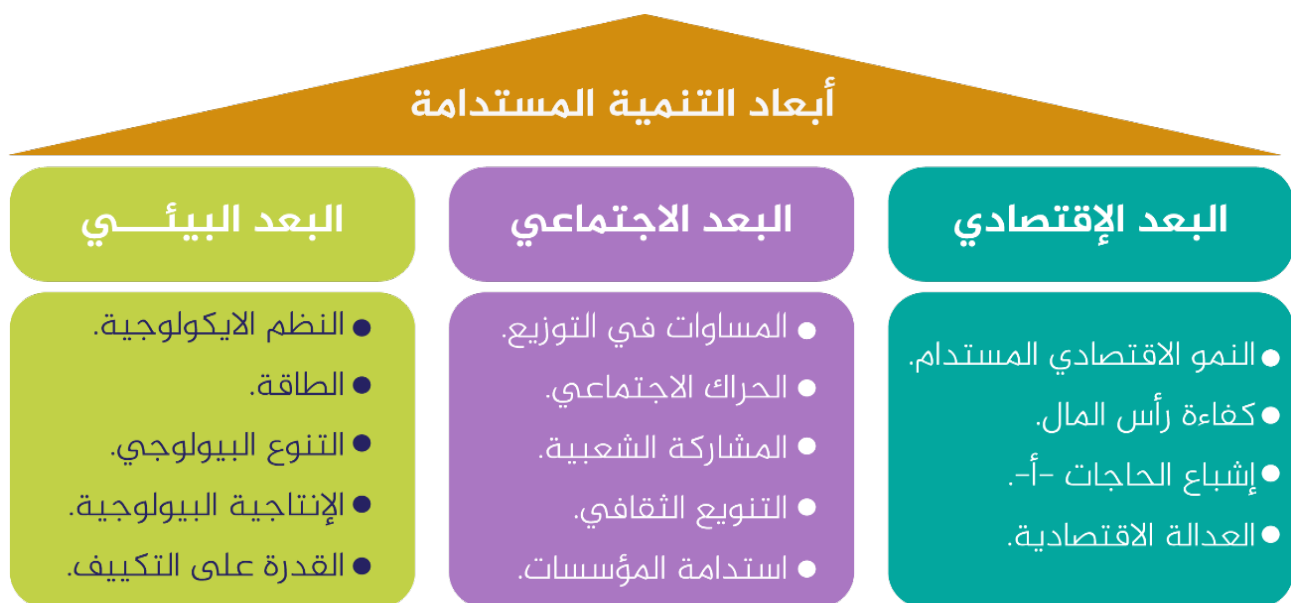 أبعاد التنمية المستدامة
البعد الإقتصادي
النمو الاقتصادي المستدام.
كفاءة رأس المال.
إشباع الحاجات -أ-.
العدالة الاقتصادية.
البعد الاجتماعي
المساوات في التوزيع.
الحراك الاجتماعي.
المشاركة الشعبية.
التنويع الثقافي.
استدامة المؤسسات.
البعد البيئـــي
النظم الايكولوجية.
الطاقة.
التنوع البيولوجي.
الإنتاجية البيولوجية.
القدرة على التكييف.